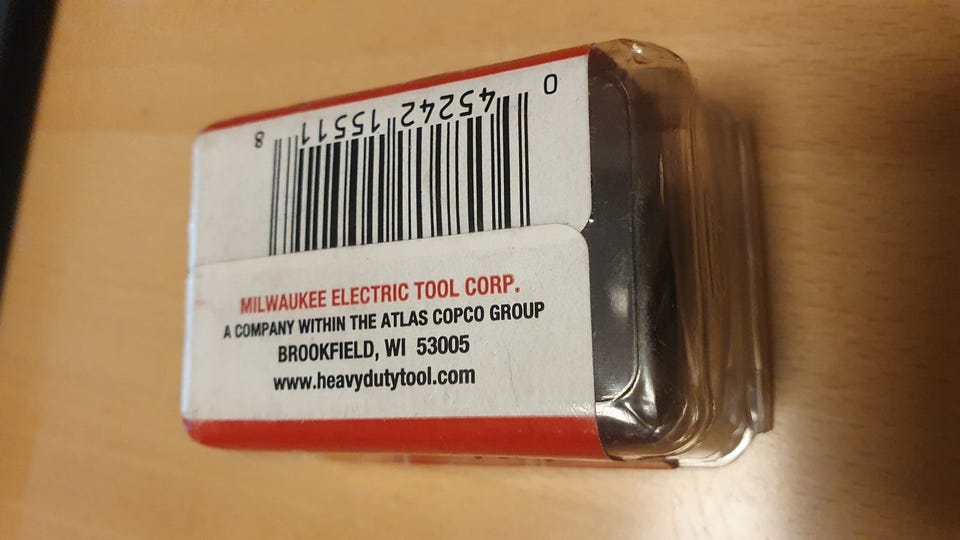 0 45242 15511 8
MILWAUKEE ELECTRIC TOOL CORP.
A COMPANY WITHIN THE ATLAS COPCO GROUP
BROOKFIELD, WI 53005
www.heavydutytool.com